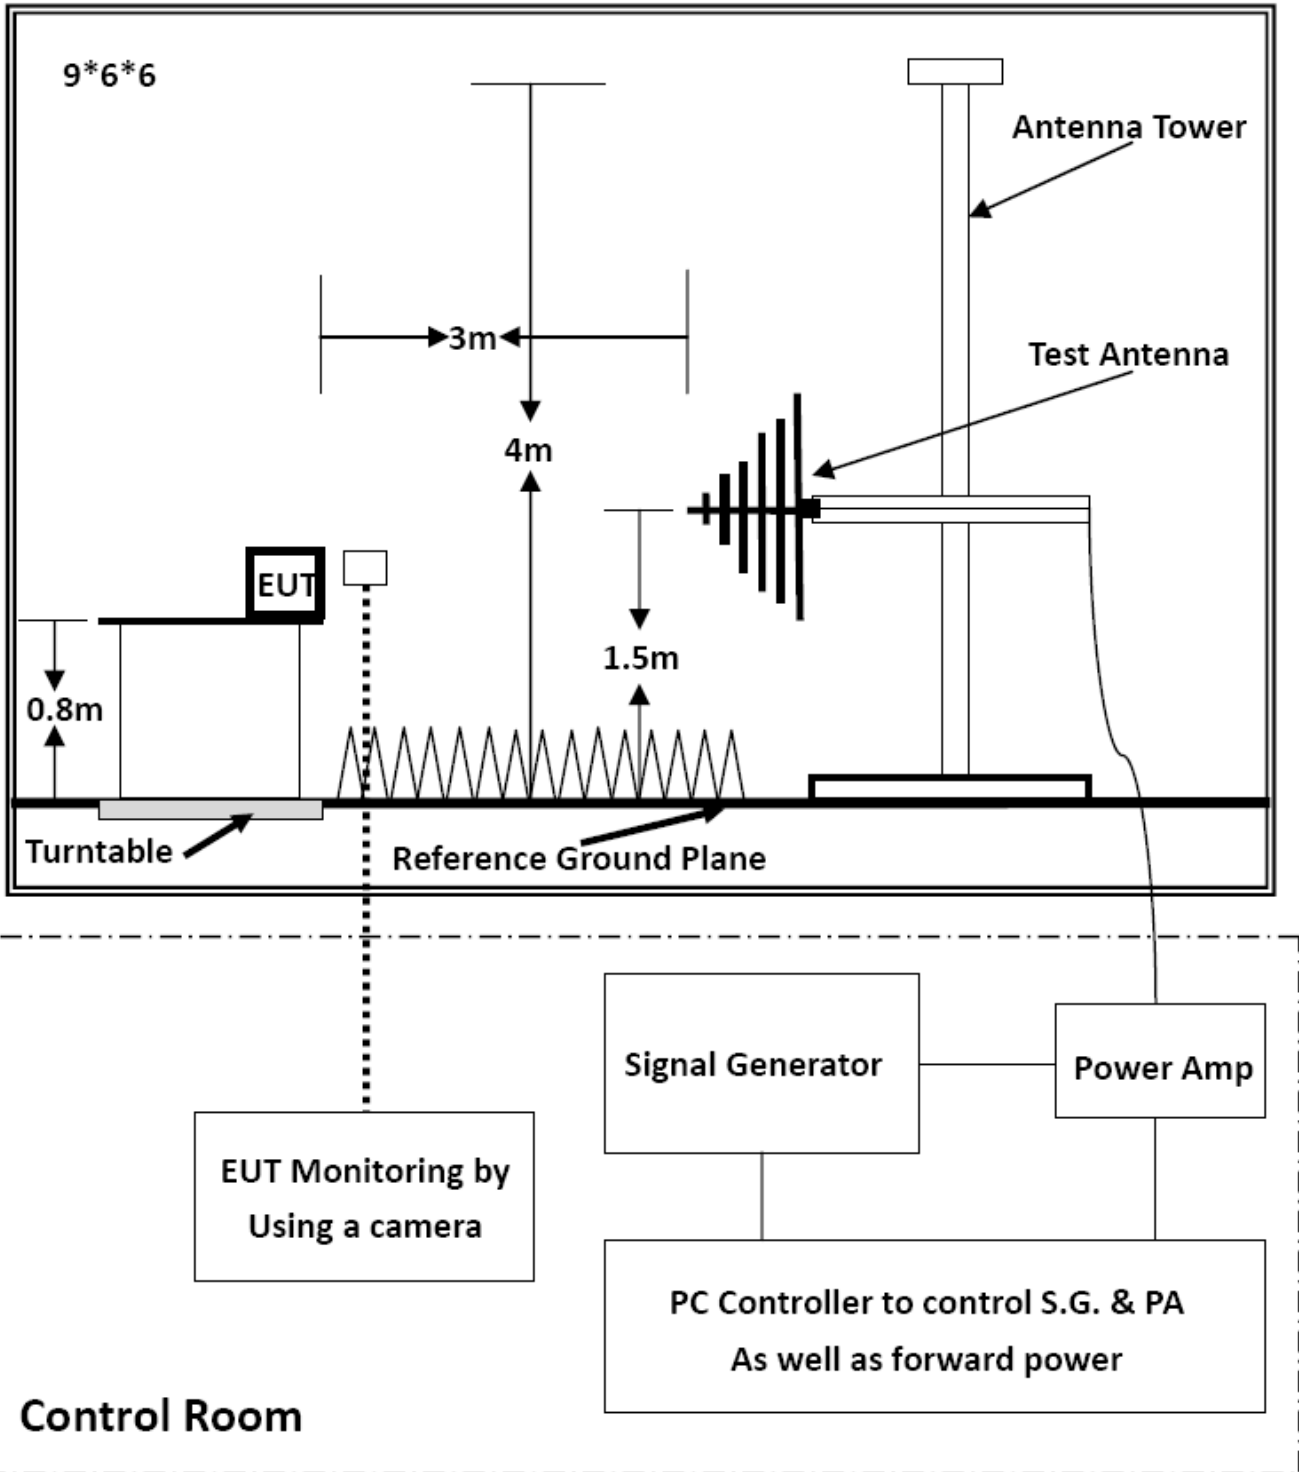 9*6*6
Antenna Tower
3m
Test Antenna
4m
EUT
1.5m
0.8m
Turntable
Reference Ground Plane
Signal Generator
Power Amp
EUT Monitoring by
Using a camera
PC Controller to control S.G. & PA
As well as forward power
Control Room